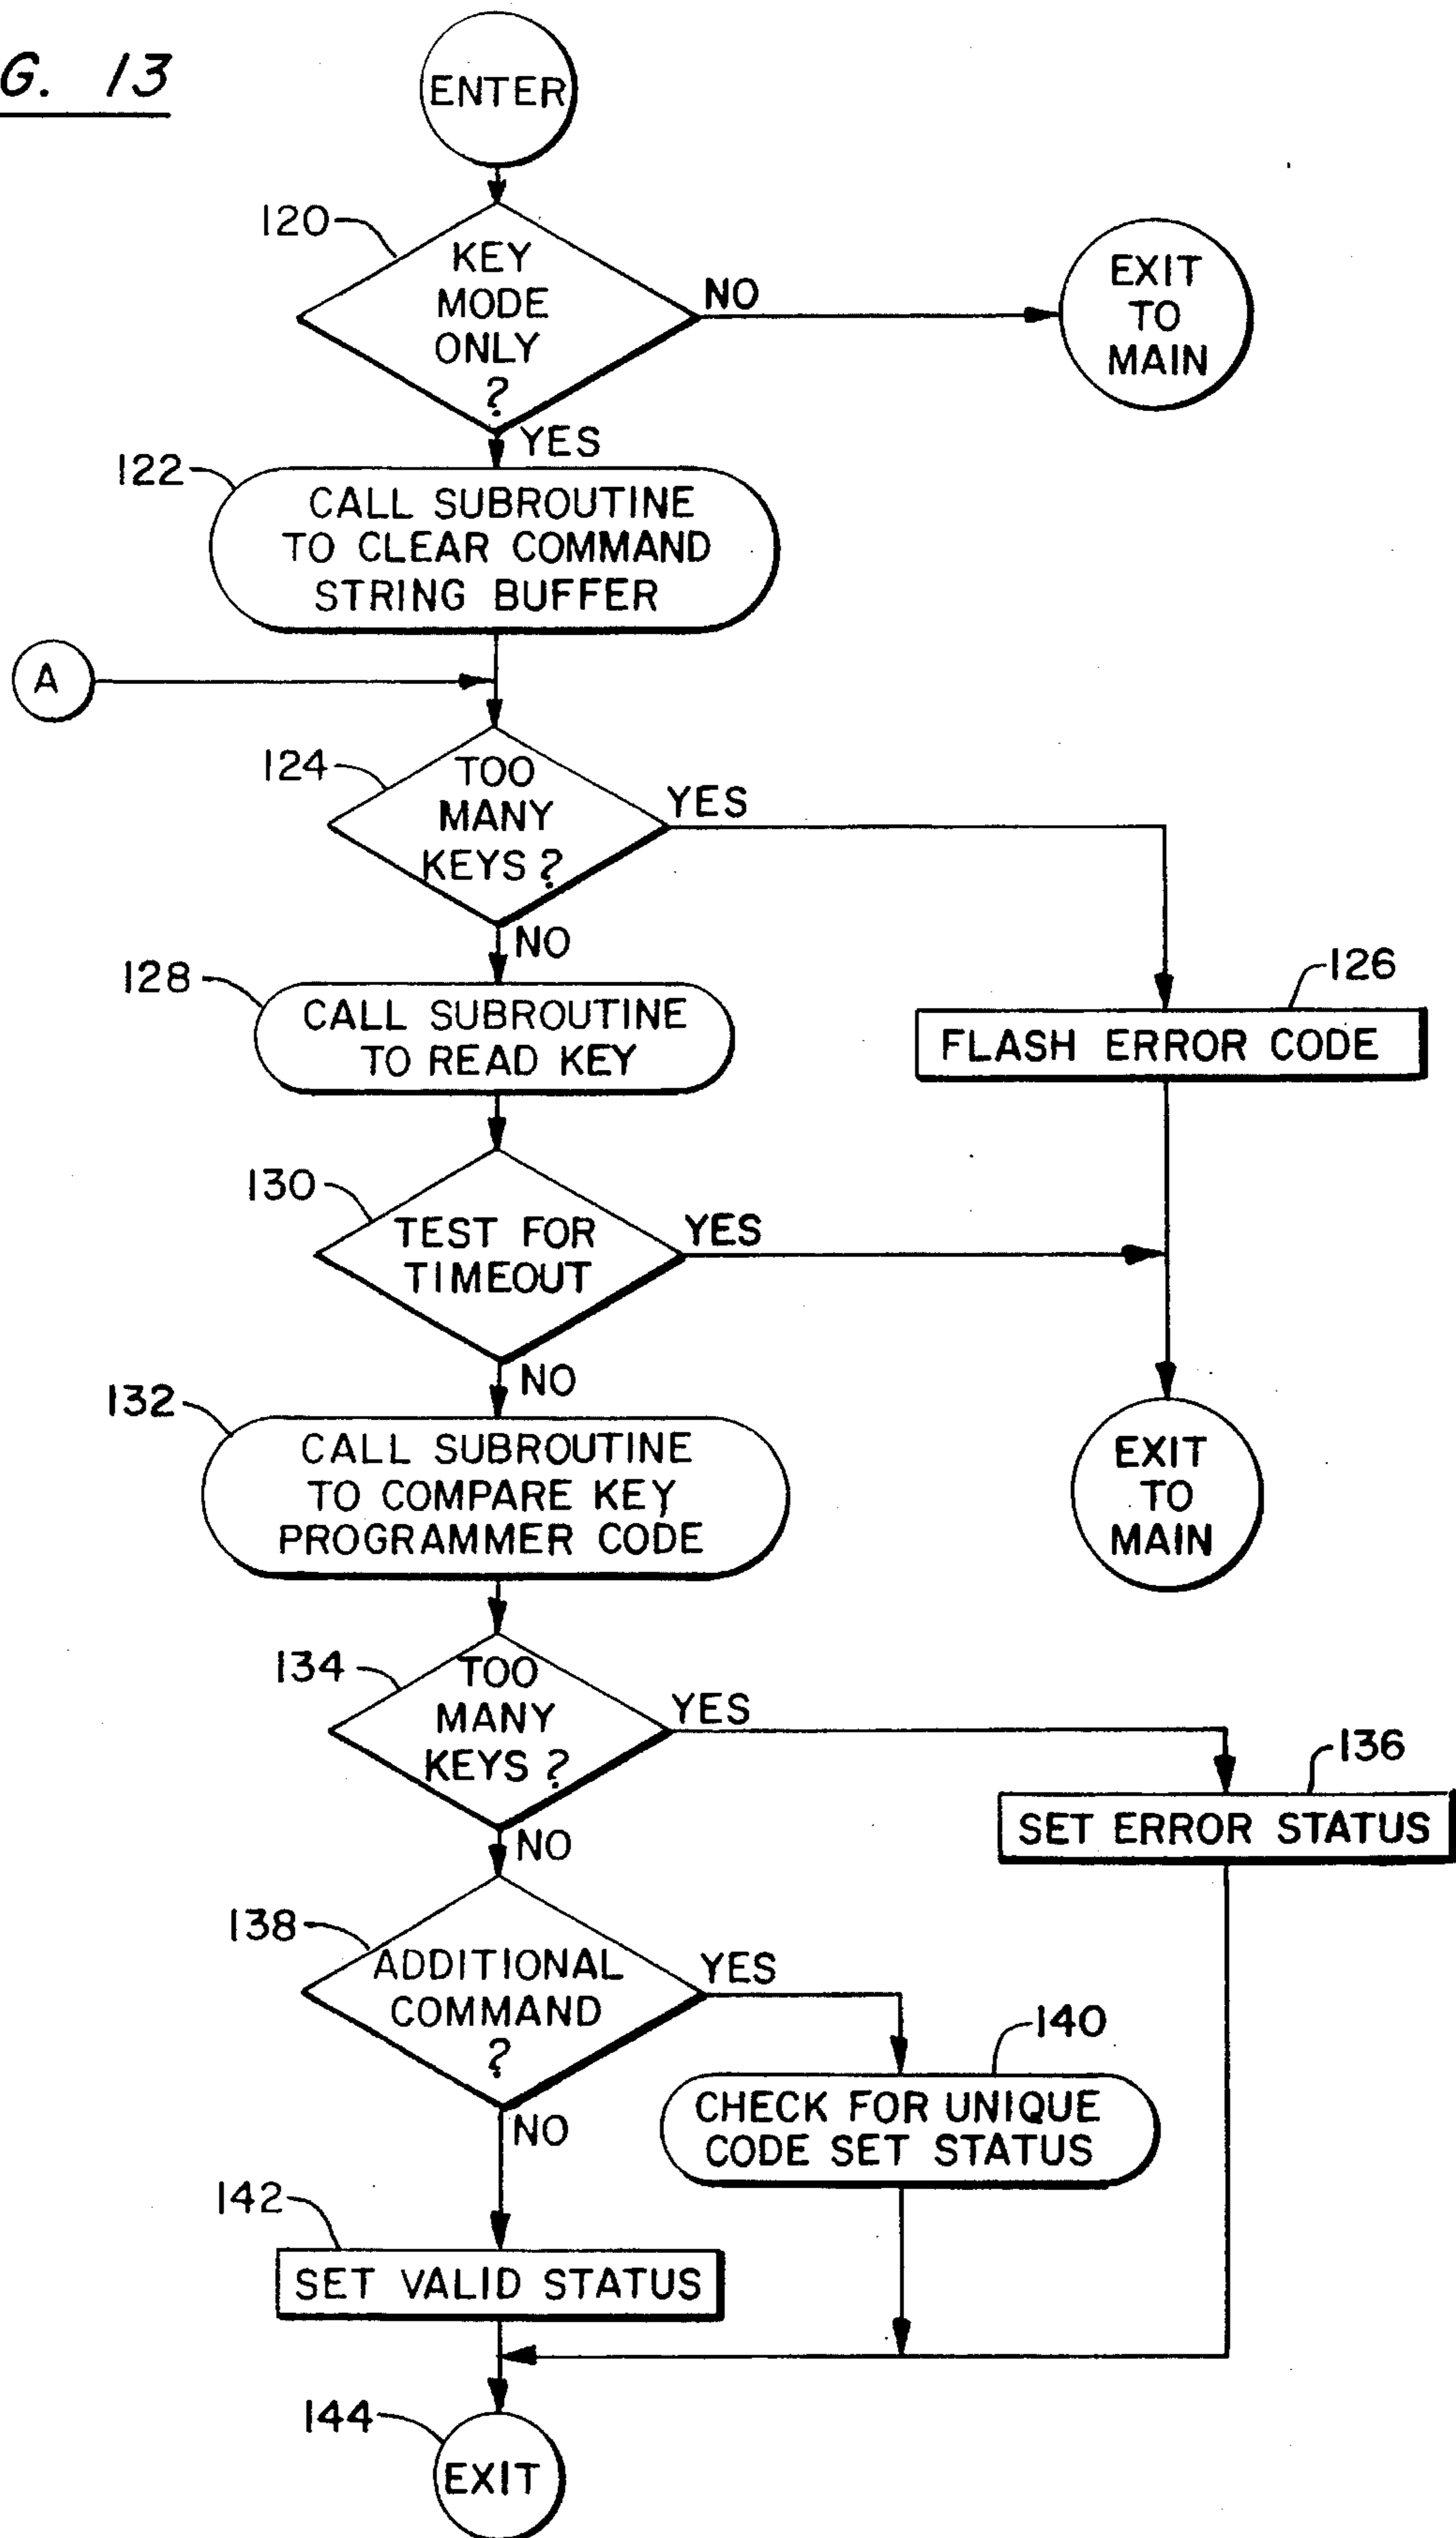 G. 13
ENTER
120
KEY
MODE
ONLY
?
NO
EXIT
TO
MAIN
YES
122
CALL SUBROUTINE
TO CLEAR COMMAND
STRING BUFFER
A
124
TOO
MANY
KEYS ?
YES
NO
126
FLASH ERROR CODE
128
CALL SUBROUTINE
TO READ KEY
130
TEST FOR
TIMEOUT
YES
NO
EXIT
TO
MAIN
132
CALL SUBROUTINE
TO COMPARE KEY
PROGRAMMER CODE
134
TOO
MANY
KEYS ?
YES
NO
136
SET ERROR STATUS
138
ADDITIONAL
COMMAND
?
YES
NO
140
CHECK FOR UNIQUE
CODE SET STATUS
142
SET VALID STATUS
144
EXIT